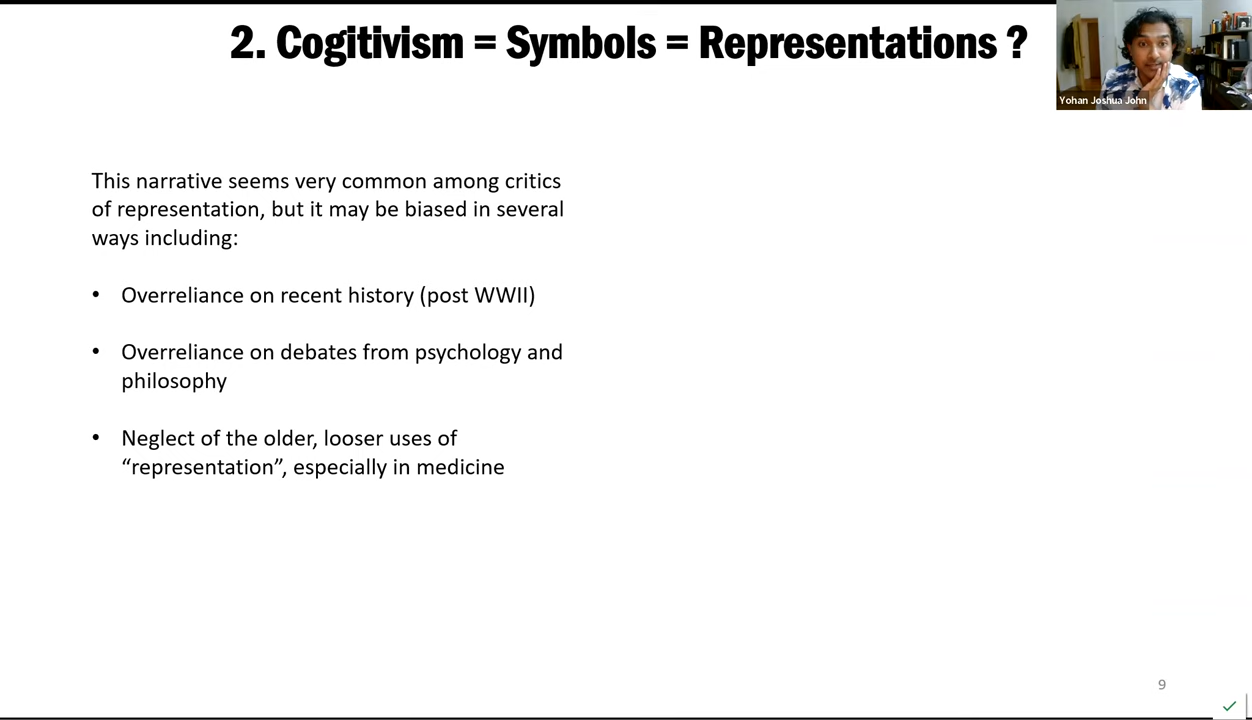 2. Cogitivism = Symbols = Representations ?
Yohan Joshua John
This narrative seems very common among critics
of representation, but it may be biased in several
ways including:
• Overreliance on recent history (post WWII)
• Overreliance on debates from psychology and
philosophy
• Neglect of the older, looser uses of
“representation”, especially in medicine
9